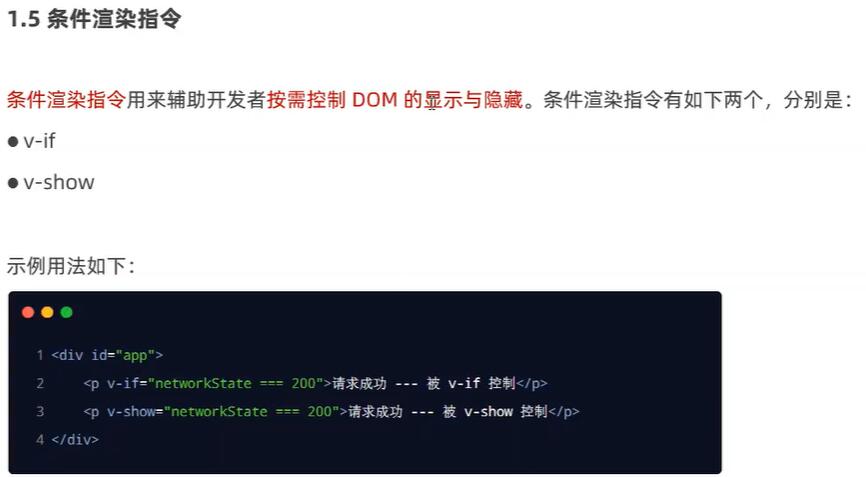 1.5 条件渲染指令
条件渲染指令用来辅助开发者按需控制 DOM 的显示与隐藏。条件渲染指令有如下两个，分别是：
● v-if
● v-show
示例用法如下：
1 <div id="app">
2     <p v-if="networkState === 200">请求成功 --- 被 v-if 控制</p>
3     <p v-show="networkState === 200">请求成功 --- 被 v-show 控制</p>
4 </div>